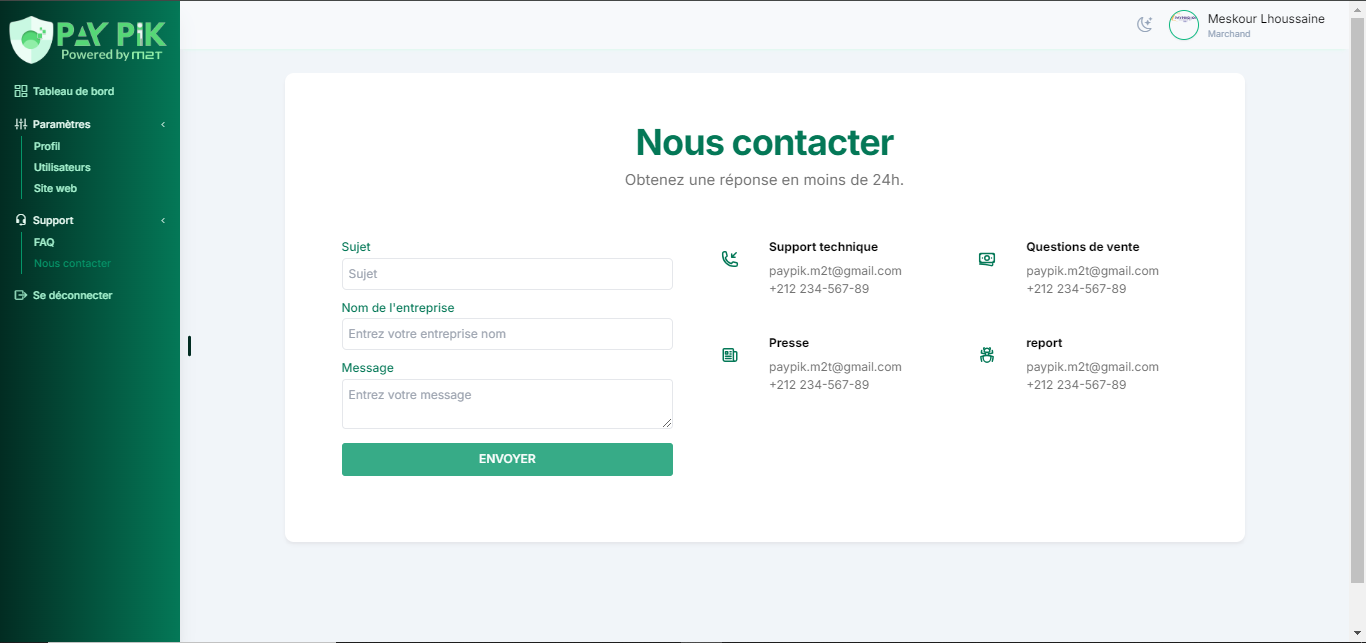 PAY PIK
Powered by M2T
Tableau de bord
Paramètres
Profil
Utilisateurs
Site web
Support
FAQ
Nous contacter
Se déconnecter
Meskour Lhoussaine
Marchand
Nous contacter
Obtenez une réponse en moins de 24h.
Sujet
Sujet
Nom de l'entreprise
Entrez votre entreprise nom
Message
Entrez votre message
ENVOYER
Support technique
paypik.m2t@gmail.com
+212 234-567-89
Questions de vente
paypik.m2t@gmail.com
+212 234-567-89
Presse
paypik.m2t@gmail.com
+212 234-567-89
report
paypik.m2t@gmail.com
+212 234-567-89